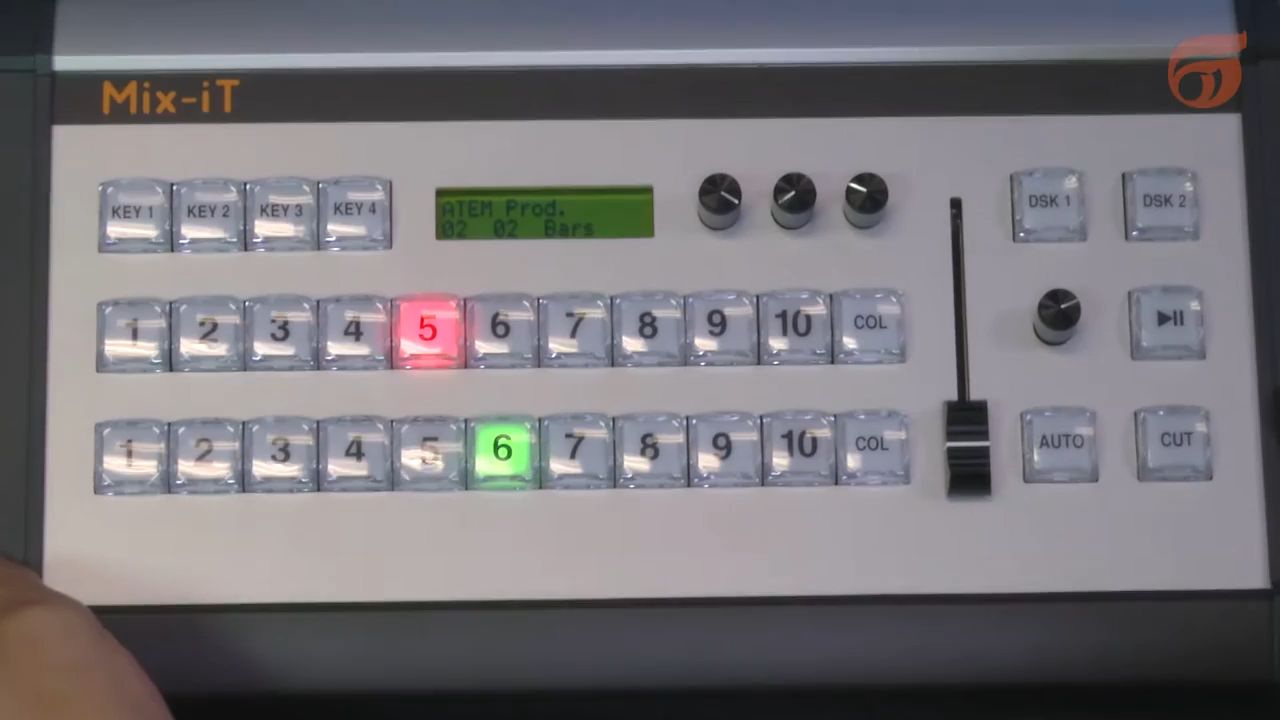 Mix-iT
KEY 1 KEY 2 KEY 3 KEY 4
ATEM Prod.
02 02 Bars
DSK 1 DSK 2
1 2 3 4 5 6 7 8 9 10 COL
1 2 3 4 5 6 7 8 9 10 COL
AUTO CUT